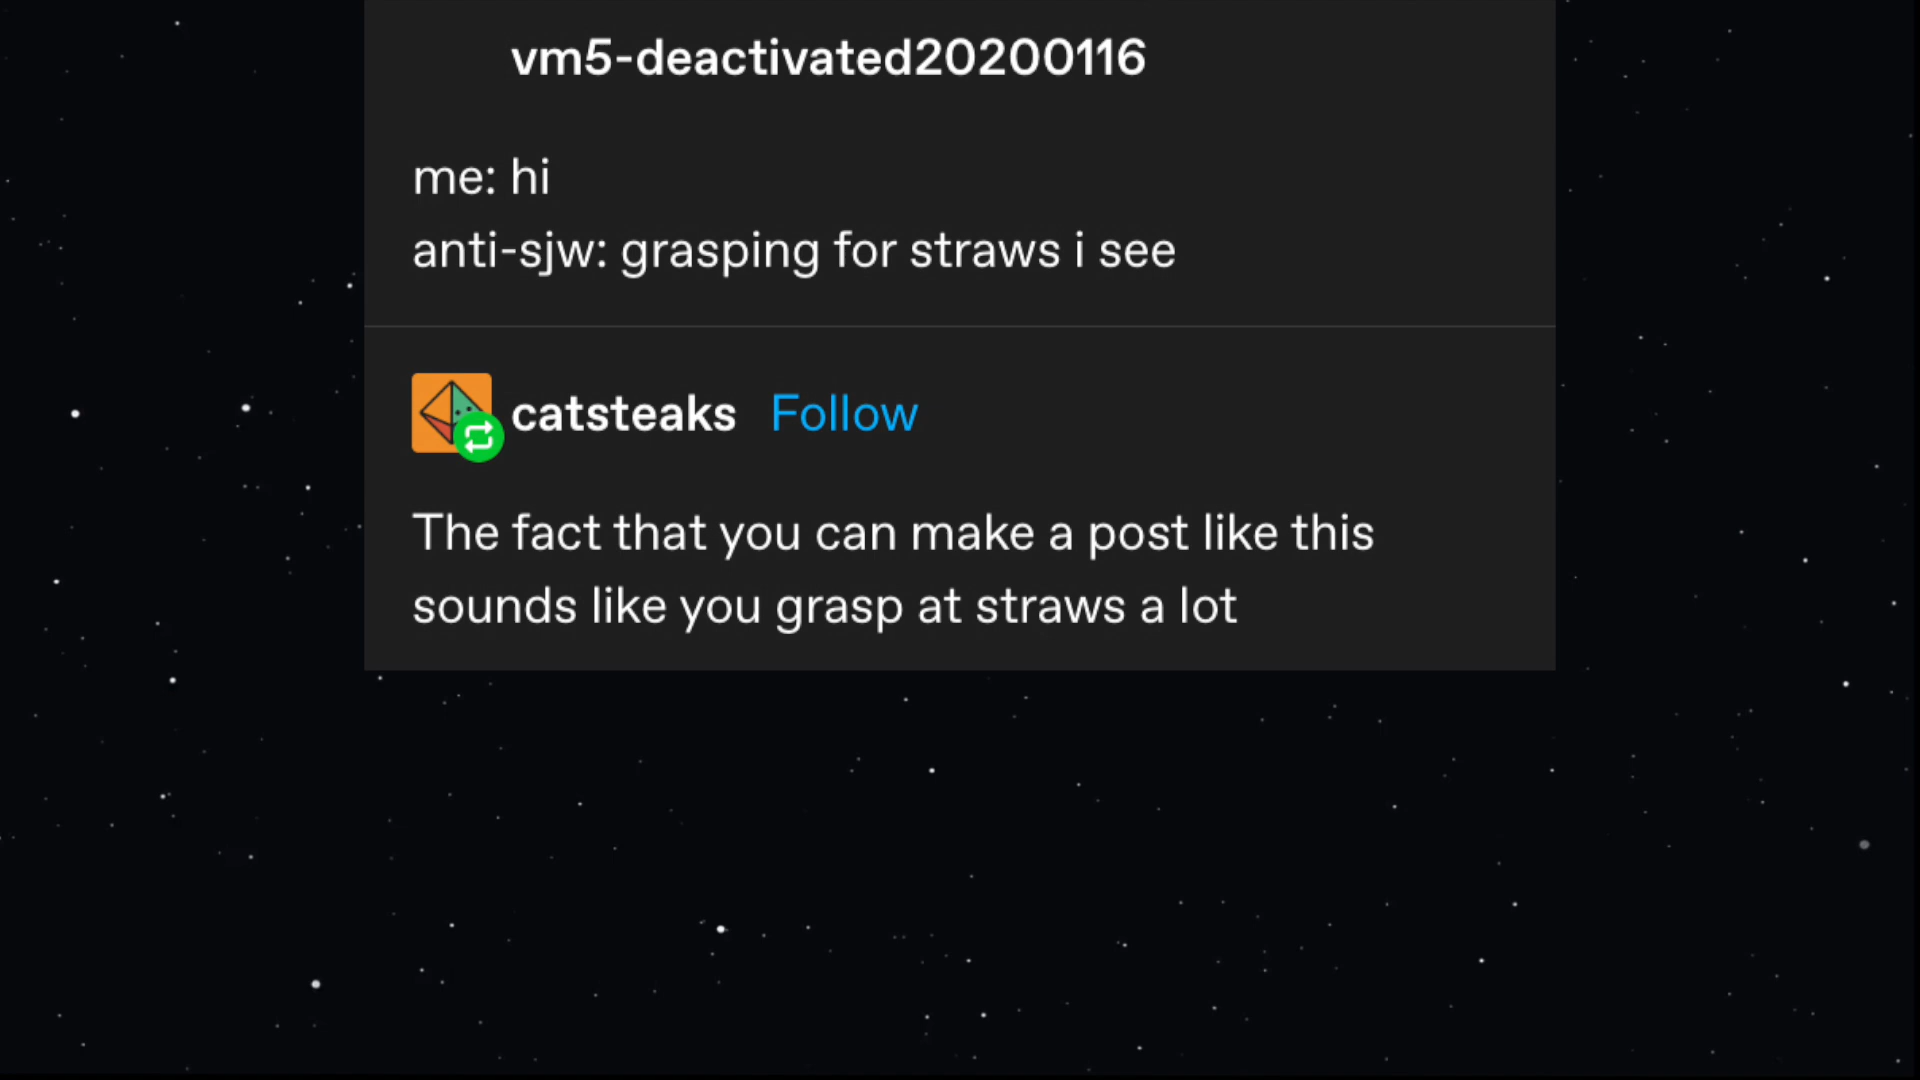 vm5-deactivated20200116
me: hi
anti-sjw: grasping for straws i see
catsteaks Follow
The fact that you can make a post like this
sounds like you grasp at straws a lot